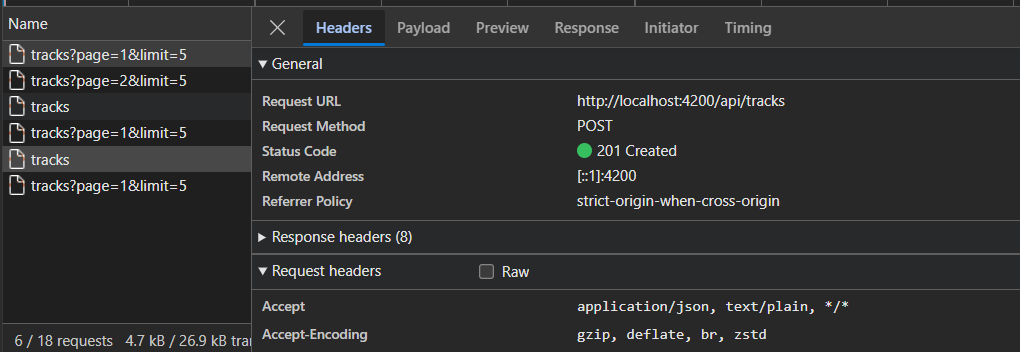 Name
tracks?page=1&limit=5
tracks?page=2&limit=5
tracks
tracks?page=1&limit=5
tracks
tracks?page=1&limit=5
6 / 18 requests 4.7 kB / 26.9 kB tran
Headers Payload Preview Response Initiator Timing
General
Request URL http://localhost:4200/api/tracks
Request Method POST
Status Code 201 Created
Remote Address [::1]:4200
Referrer Policy strict-origin-when-cross-origin
Response headers (8)
Request headers Raw
Accept application/json, text/plain, */*
Accept-Encoding gzip, deflate, br, zstd